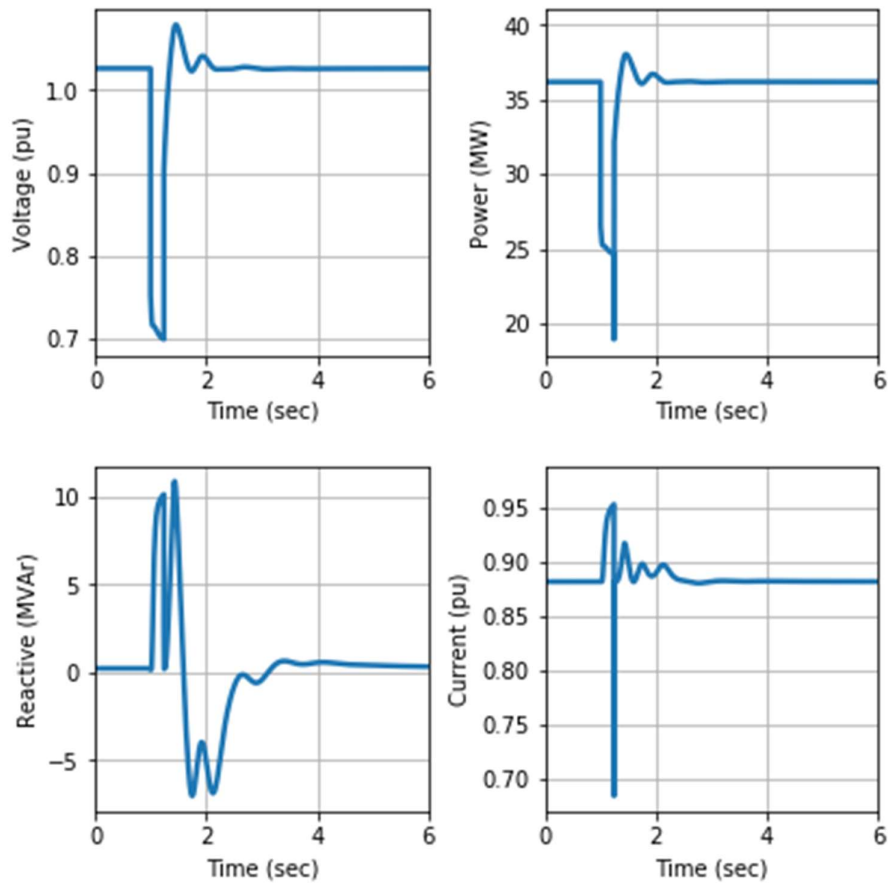 Voltage (pu)
1.0
0.9
0.8
0.7
0 2 4 6
Time (sec)
Power (MW)
40
35
30
25
20
0 2 4 6
Time (sec)
Reactive (MVAr)
10
5
0
−5
0 2 4 6
Time (sec)
Current (pu)
0.95
0.90
0.85
0.80
0.75
0.70
0 2 4 6
Time (sec)